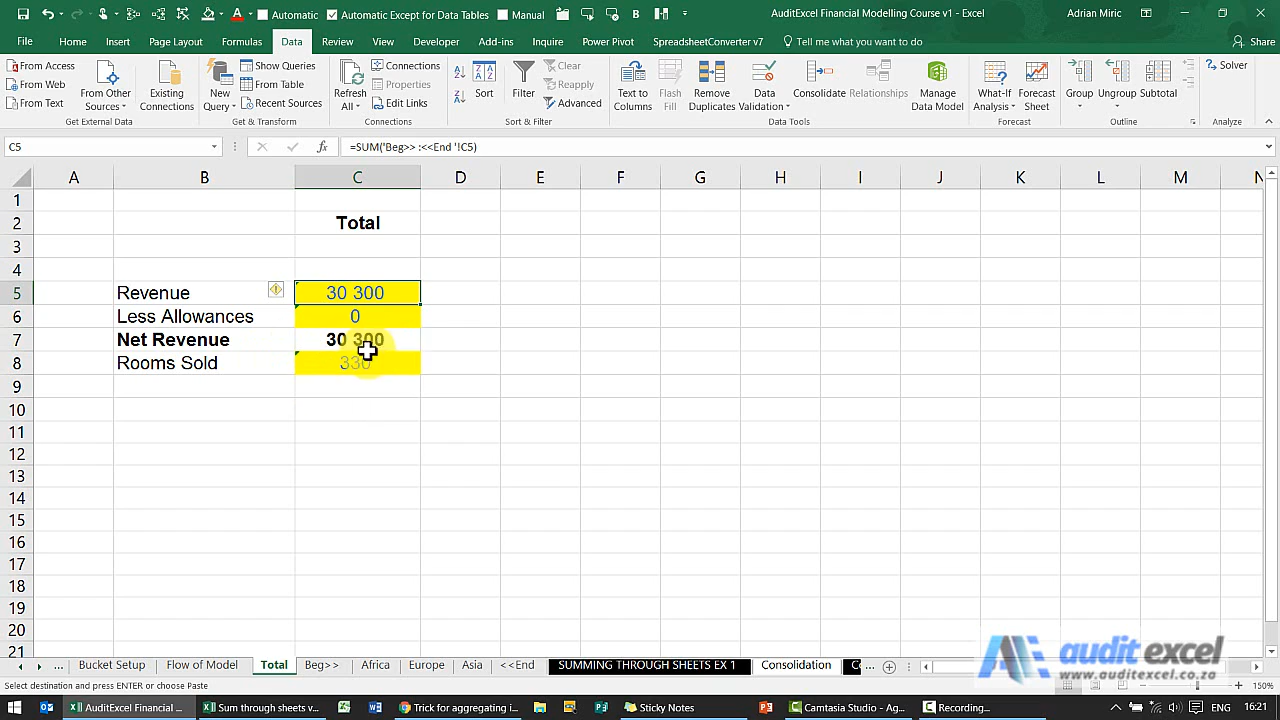 Automatic Automatic Except for Data Tables Manual AuditExcel Financial Modelling Course v1 - Excel Adrian Miric
File Home Insert Page Layout Formulas Data Review View Developer Add-ins Inquire Power Pivot SpreadsheetConverter v7 Tell me what you want to do Share
From Access
From Web
From Text
From Other Sources
Existing Connections
Get External Data
New Query
Show Queries
From Table
Recent Sources
Get & Transform
Refresh All
Connections
Properties
Edit Links
Connections
Sort
Filter
Clear
Reapply
Advanced
Sort & Filter
Text to Columns
Flash Fill
Remove Duplicates
Data Validation
Consolidate
Relationships
Manage Data Model
Data Tools
What-If Analysis
Forecast Sheet
Forecast
Group
Ungroup
Subtotal
Outline
Solver
Analyze
C5 fx =SUM('Beg>> :<<End '!C5)
A B C D E F G H I J K L M N
1
2 Total
3
4
5 Revenue 30 300
6 Less Allowances 0
7 Net Revenue 30 300
8 Rooms Sold 330
9
10
11
12
13
14
15
16
17
18
19
20
21
auditexcel
www.auditexcel.co.za
... Bucket Setup Flow of Model Total Beg>> Africa Europe Asia <<End SUMMING THROUGH SHEETS EX 1 Consolidation ...
Select destination and press ENTER or choose Paste 150%
AuditExcel Financial ... Sum through sheets v... Trick for aggregating i... Sticky Notes Camtasia Studio - Ag... Recording... ENG 16:21